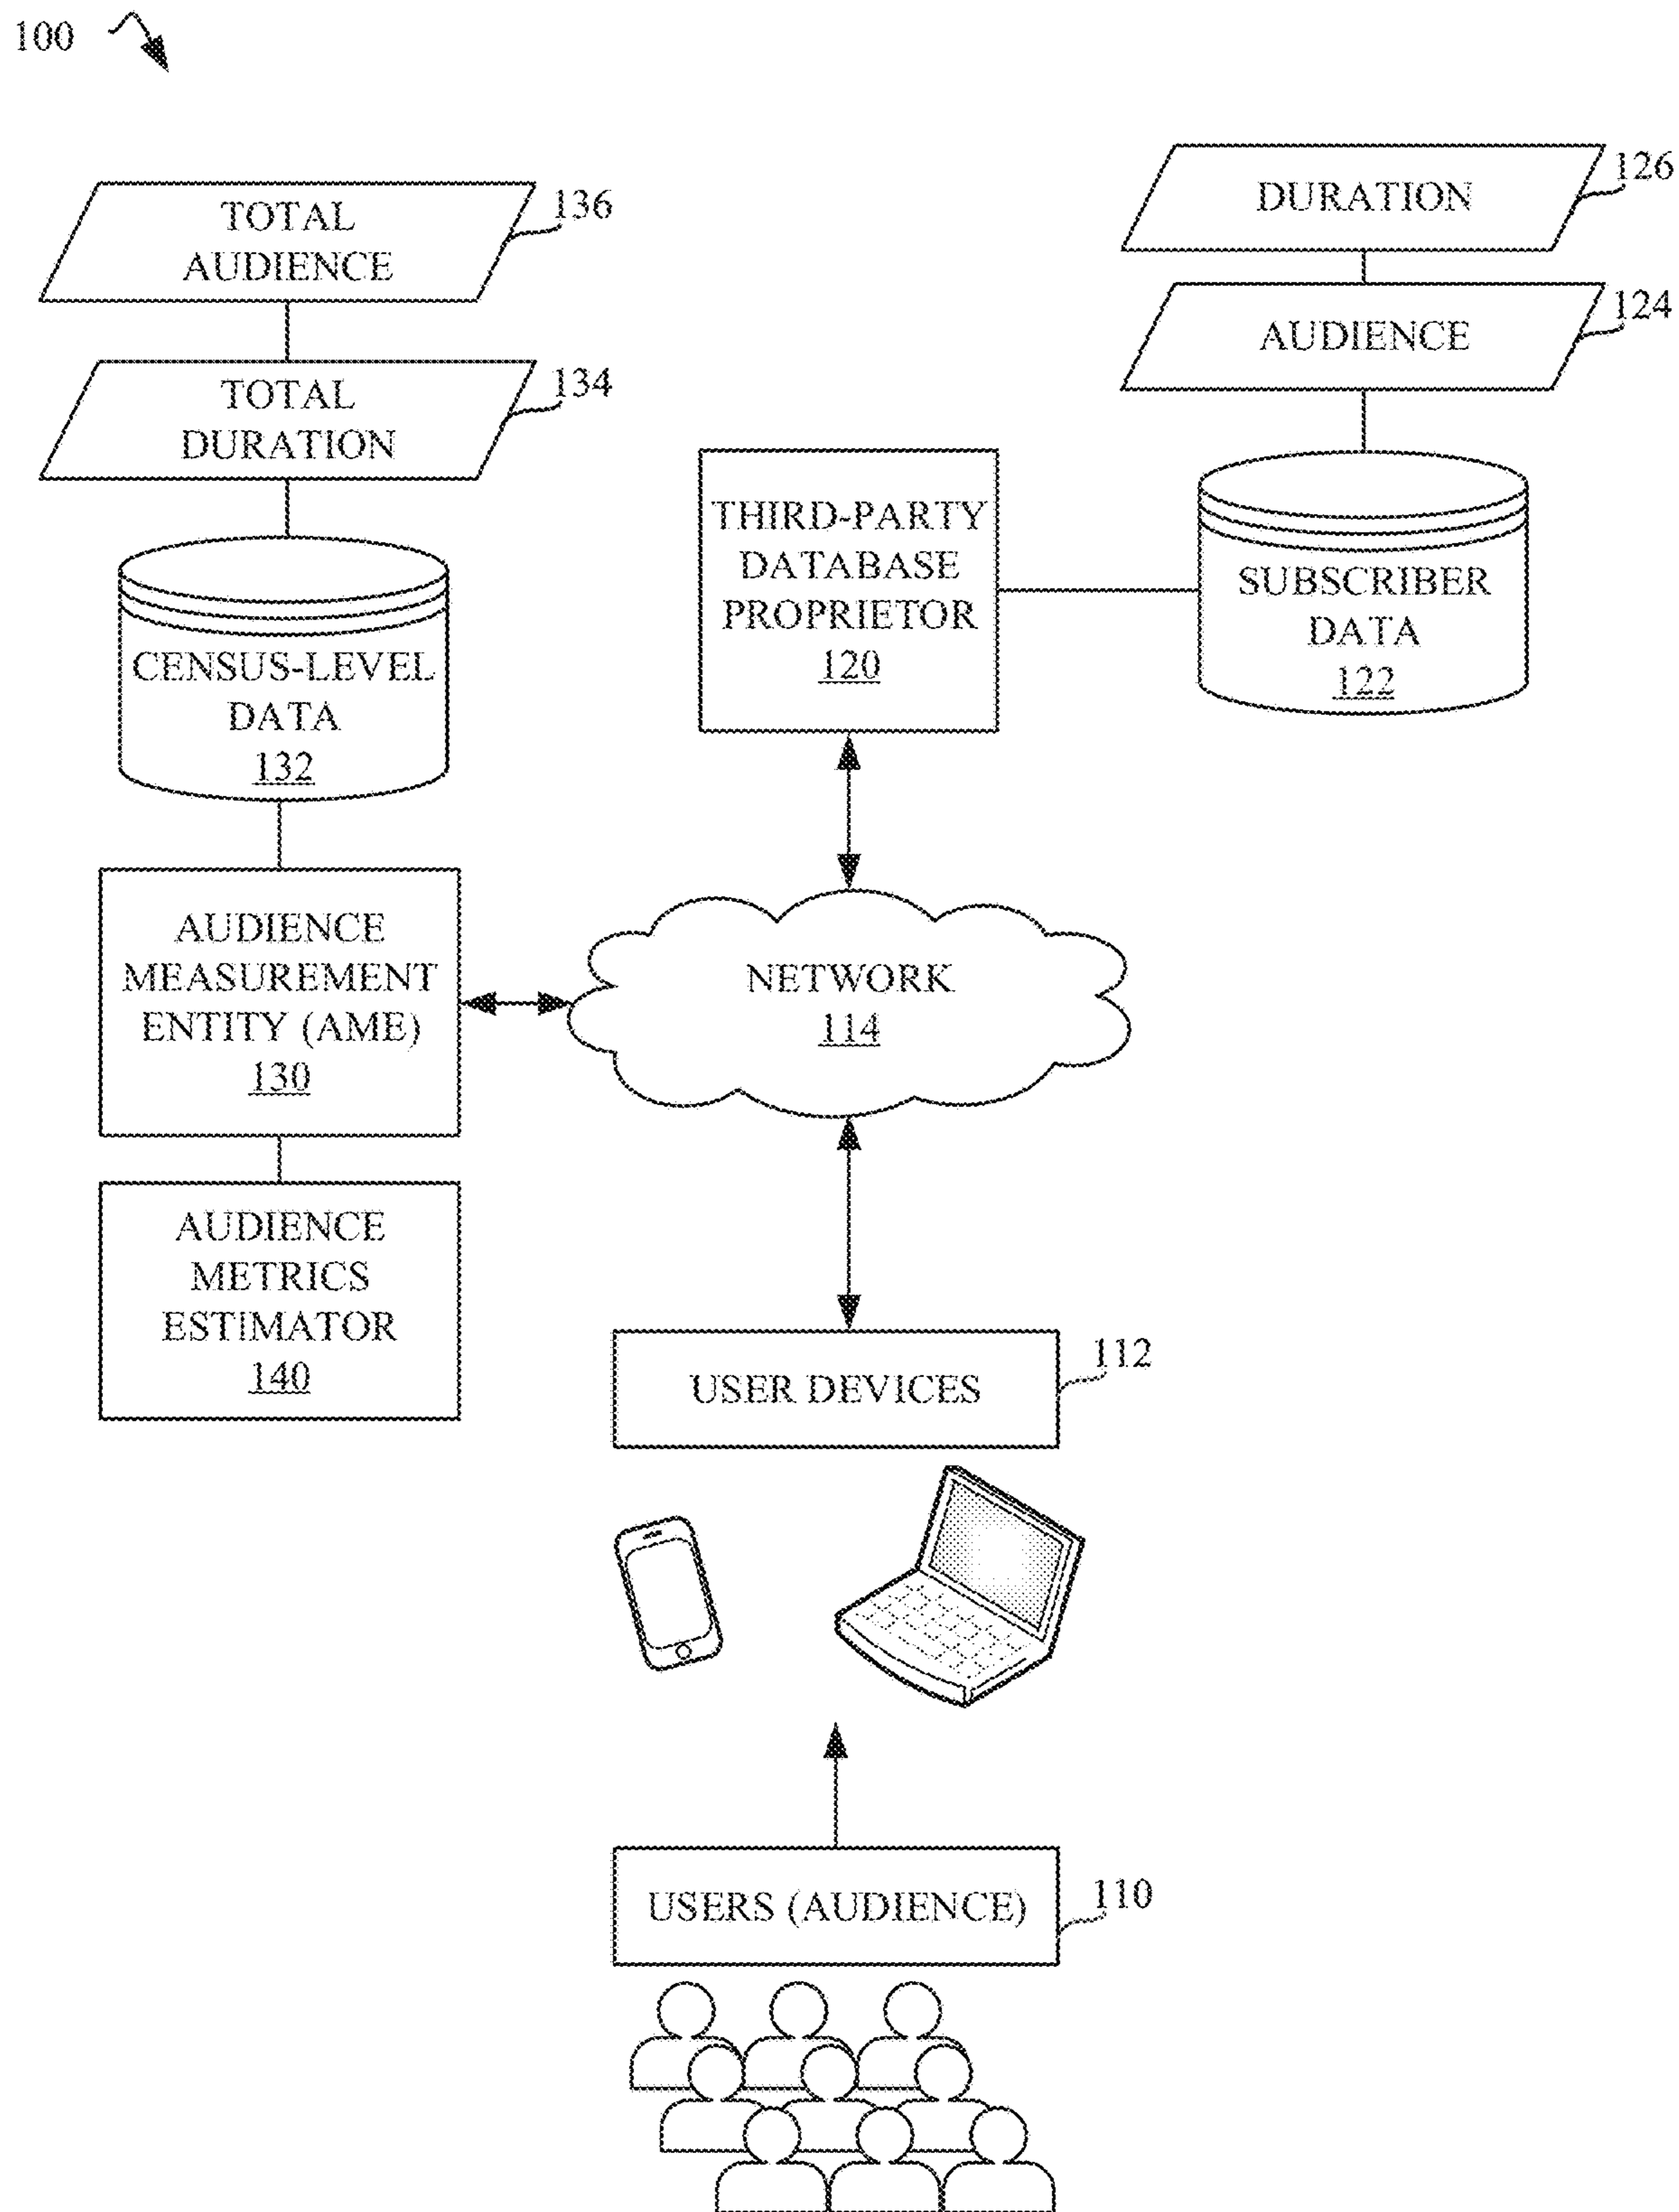 100
TOTAL
AUDIENCE
136
TOTAL
DURATION
134
CENSUS-LEVEL
DATA
132
AUDIENCE
MEASUREMENT
ENTITY (AME)
130
AUDIENCE
METRICS
ESTIMATOR
140
THIRD-PARTY
DATABASE
PROPRIETOR
120
DURATION
126
AUDIENCE
124
SUBSCRIBER
DATA
122
NETWORK
114
USER DEVICES
112
USERS (AUDIENCE)
110